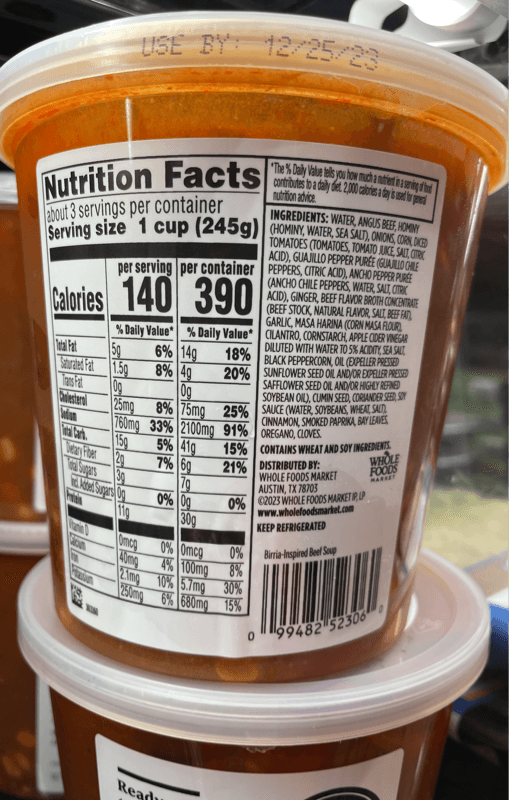 USE BY: 12/25/23
Nutrition Facts
about 3 servings per container
Serving size 1 cup (245g)
per serving per container
Calories 140 390
% Daily Value* % Daily Value*
Total Fat 5g 6% 14g 18%
Saturated Fat 1.5g 8% 4g 20%
Trans Fat 0g 0g
Cholesterol 25mg 8% 75mg 25%
Sodium 760mg 33% 2100mg 91%
Total Carb. 15g 5% 41g 15%
Dietary Fiber 2g 7% 6g 21%
Total Sugars 3g 7g
Incl. Added Sugars 0g 0% 0g 0%
Protein 11g 30g
Vitamin D 0mcg 0% 0mcg 0%
Calcium 40mg 4% 100mg 8%
Iron 2.1mg 10% 5.7mg 30%
Potassium 250mg 6% 680mg 15%
*The % Daily Value tells you how much a nutrient in a serving of food
contributes to a daily diet. 2,000 calories a day is used for general
nutrition advice.
INGREDIENTS: WATER, ANGUS BEEF, HOMINY
(HOMINY, WATER, SEA SALT), ONIONS, CORN, DICED
TOMATOES (TOMATOES, TOMATO JUICE, SALT, CITRIC
ACID), GUAJILLO PEPPER PURÉE (GUAJILLO CHILE
PEPPERS, CITRIC ACID), ANCHO PEPPER PURÉE
(ANCHO CHILE PEPPERS, WATER, SALT, CITRIC
ACID), GINGER, BEEF FLAVOR BROTH CONCENTRATE
(BEEF STOCK, NATURAL FLAVOR, SALT, BEEF FAT),
GARLIC, MASA HARINA (CORN MASA FLOUR),
CILANTRO, CORNSTARCH, APPLE CIDER VINEGAR
DILUTED WITH WATER TO 5% ACIDITY, SEA SALT,
BLACK PEPPERCORN, OIL (EXPELLER PRESSED
SUNFLOWER SEED OIL AND/OR EXPELLER PRESSED
SAFFLOWER SEED OIL AND/OR HIGHLY REFINED
SOYBEAN OIL), CUMIN SEED, CORIANDER SEED, SOY
SAUCE (WATER, SOYBEANS, WHEAT, SALT),
CINNAMON, SMOKED PAPRIKA, BAY LEAVES,
OREGANO, CLOVES.
CONTAINS WHEAT AND SOY INGREDIENTS.
DISTRIBUTED BY:
WHOLE FOODS MARKET
AUSTIN, TX 78703
©2023 WHOLE FOODS MARKET IP, LP
www.wholefoodsmarket.com
WHOLE
FOODS
MARKET
KEEP REFRIGERATED
Birria-Inspired Beef Soup
0 99482 52306 0